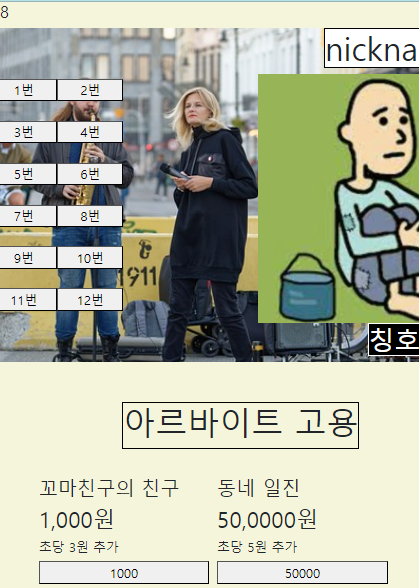 8
nickna
1번 2번
3번 4번
5번 6번
7번 8번
9번 10번
11번 12번
1911
칭호
아르바이트 고용
꼬마친구의 친구 동네 일진
1,000원 50,0000원
초당 3원 추가 초당 5원 추가
1000 50000